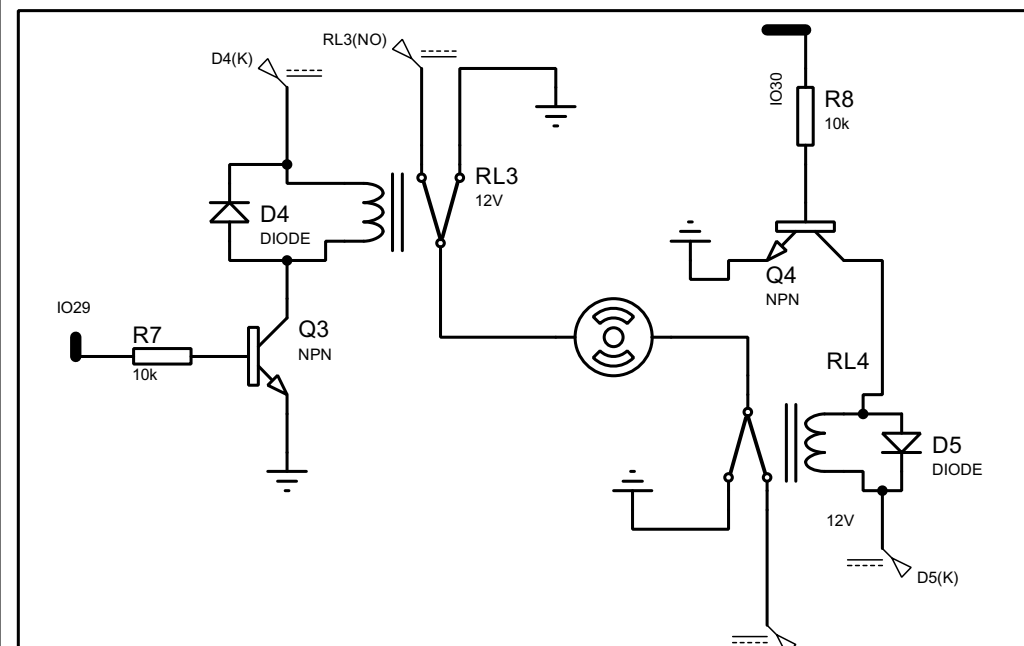 RL3(NO)
D4(K)
IO30
R8
10k
RL3
12V
D4
DIODE
Q4
NPN
IO29
R7
10k
Q3
NPN
RL4
D5
DIODE
12V
D5(K)